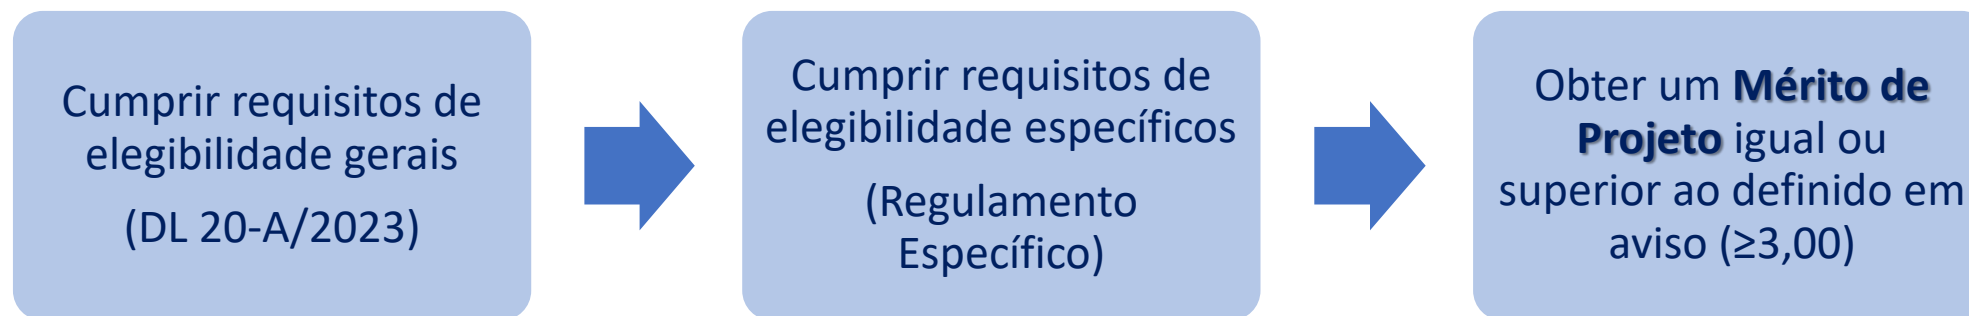 Cumprir requisitos de
elegibilidade gerais
(DL 20-A/2023)
Cumprir requisitos de
elegibilidade específicos
(Regulamento
Específico)
Obter um Mérito de
Projeto igual ou
superior ao definido em
aviso (≥3,00)